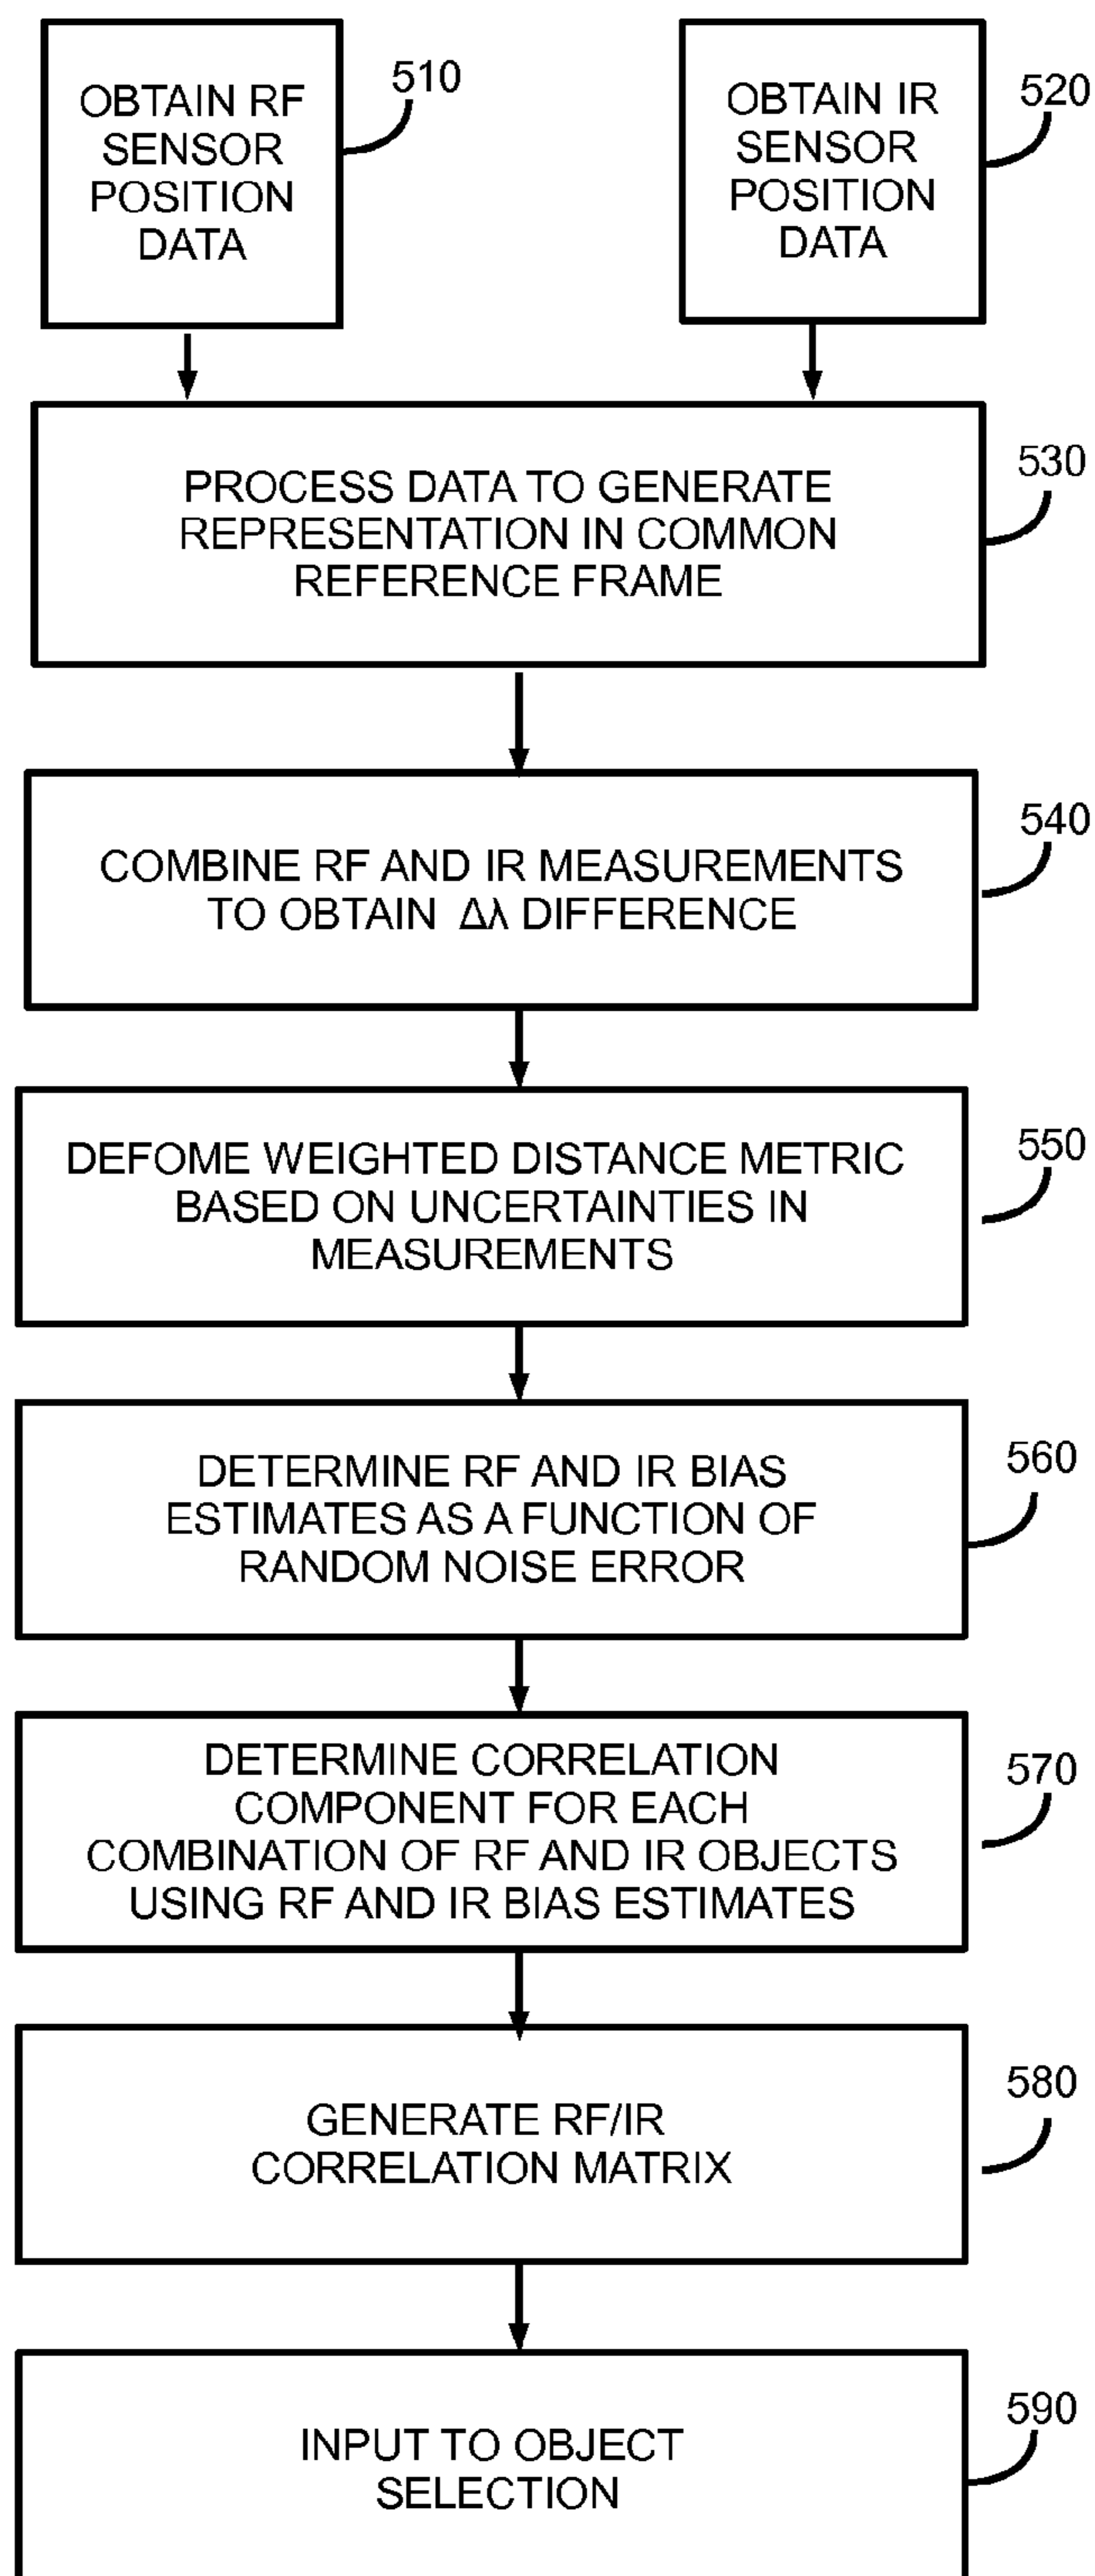 OBTAIN RF
SENSOR
POSITION
DATA
510
OBTAIN IR
SENSOR
POSITION
DATA
520
PROCESS DATA TO GENERATE
REPRESENTATION IN COMMON
REFERENCE FRAME
530
COMBINE RF AND IR MEASUREMENTS
TO OBTAIN Δλ DIFFERENCE
540
DEFOME WEIGHTED DISTANCE METRIC
BASED ON UNCERTAINTIES IN
MEASUREMENTS
550
DETERMINE RF AND IR BIAS
ESTIMATES AS A FUNCTION OF
RANDOM NOISE ERROR
560
DETERMINE CORRELATION
COMPONENT FOR EACH
COMBINATION OF RF AND IR OBJECTS
USING RF AND IR BIAS ESTIMATES
570
GENERATE RF/IR
CORRELATION MATRIX
580
INPUT TO OBJECT
SELECTION
590